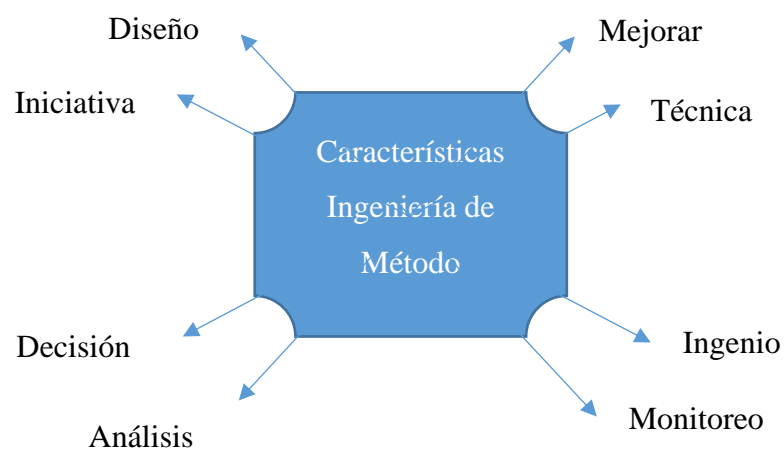 Diseño
Mejorar
Iniciativa
Técnica
Características
Ingeniería de
Método
Decisión
Ingenio
Análisis
Monitoreo